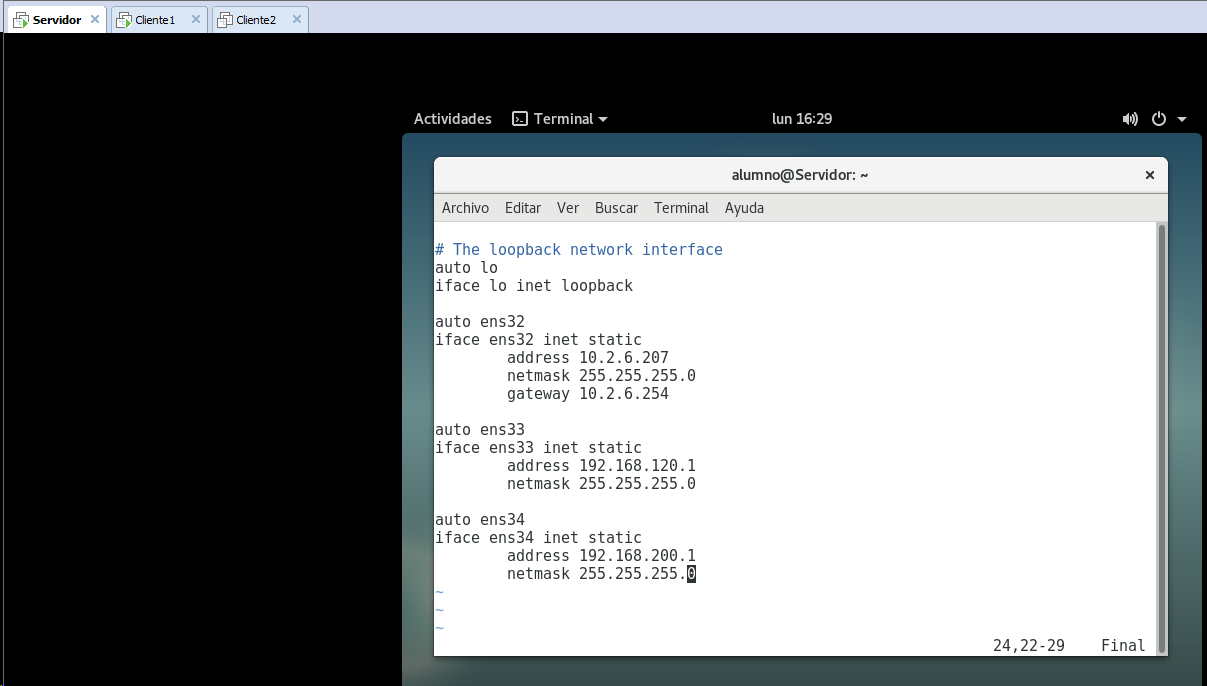 Servidor Cliente1 Cliente2
Actividades Terminal lun 16:29
alumno@Servidor: ~
Archivo Editar Ver Buscar Terminal Ayuda
# The loopback network interface
auto lo
iface lo inet loopback
auto ens32
iface ens32 inet static
address 10.2.6.207
netmask 255.255.255.0
gateway 10.2.6.254
auto ens33
iface ens33 inet static
address 192.168.120.1
netmask 255.255.255.0
auto ens34
iface ens34 inet static
address 192.168.200.1
netmask 255.255.255.0
~
~
~
24,22-29 Final